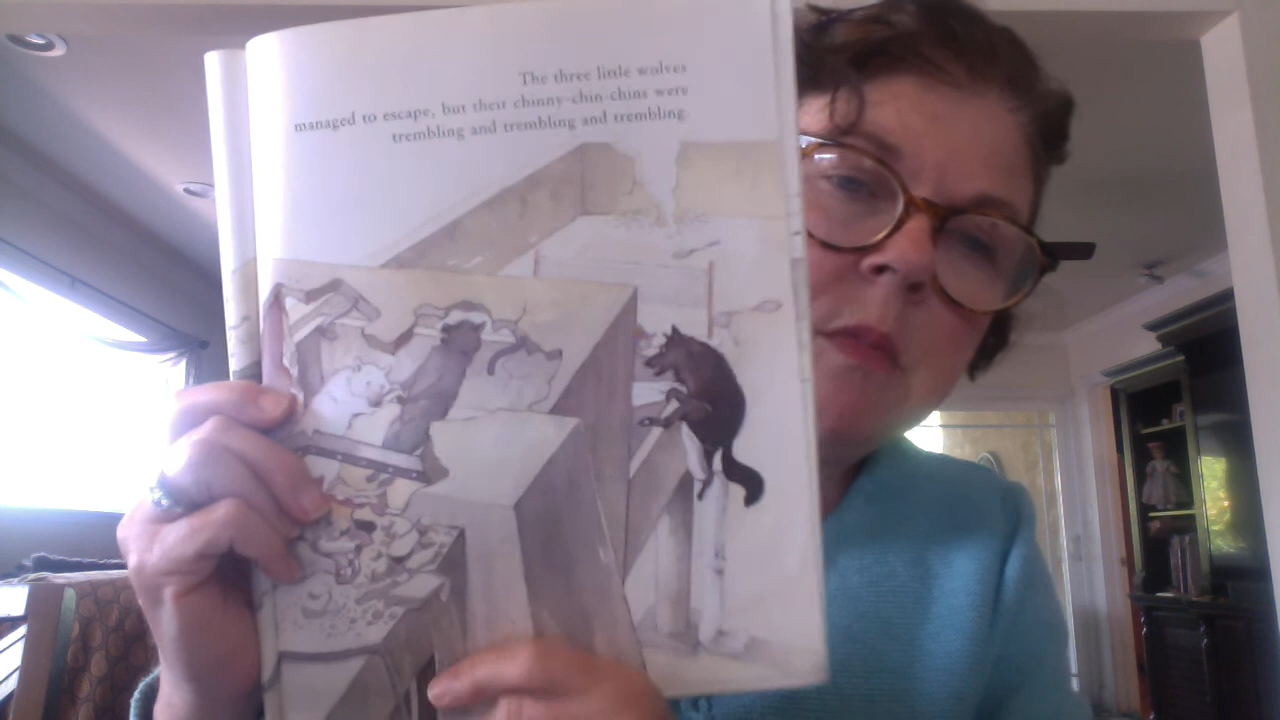 The three little wolves
managed to escape, but their chinny-chin-chins were
trembling and trembling and trembling.